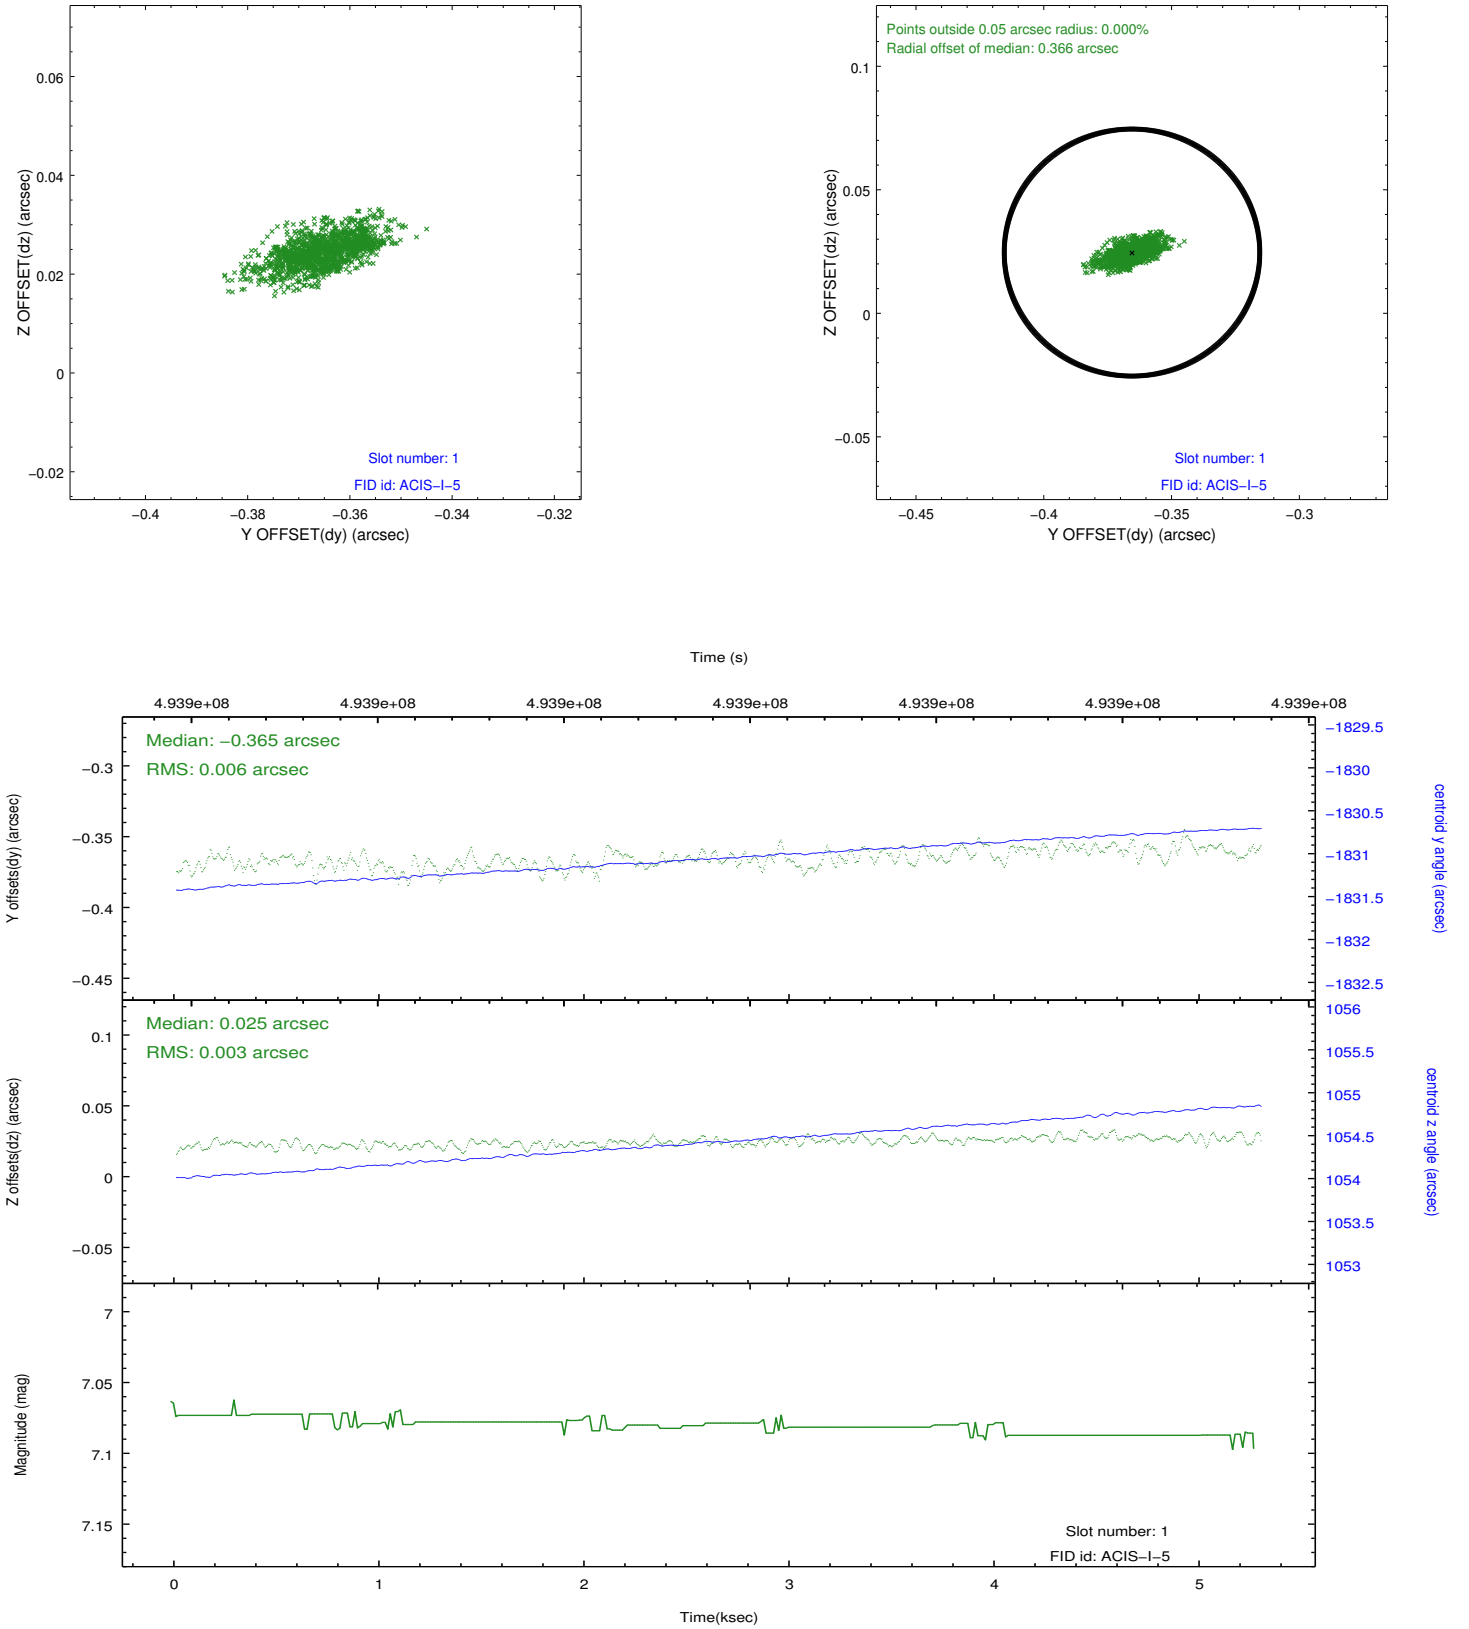 0.06
0.04
0.02
0
−0.02
Z OFFSET(dz) (arcsec)
Slot number: 1
FID id: ACIS−I−5
−0.4
−0.38
−0.36
−0.34
−0.32
Y OFFSET(dy) (arcsec)
Points outside 0.05 arcsec radius: 0.000%
Radial offset of median: 0.366 arcsec
0.1
0.05
0
−0.05
Z OFFSET(dz) (arcsec)
Slot number: 1
FID id: ACIS−I−5
−0.45
−0.4
−0.35
−0.3
Y OFFSET(dy) (arcsec)
Time (s)
4.939e+08
4.939e+08
4.939e+08
4.939e+08
4.939e+08
4.939e+08
4.939e+08
Median: −0.365 arcsec
RMS: 0.006 arcsec
−0.3
−0.35
−0.4
−0.45
Y offsets(dy) (arcsec)
−1829.5
−1830
−1830.5
−1831
−1831.5
−1832
−1832.5
centroid y angle (arcsec)
Median: 0.025 arcsec
RMS: 0.003 arcsec
0.1
0.05
0
−0.05
Z offsets(dz) (arcsec)
1056
1055.5
1055
1054.5
1054
1053.5
1053
centroid z angle (arcsec)
7
7.05
7.1
7.15
Magnitude (mag)
Slot number: 1
FID id: ACIS−I−5
0
1
2
3
4
5
Time(ksec)